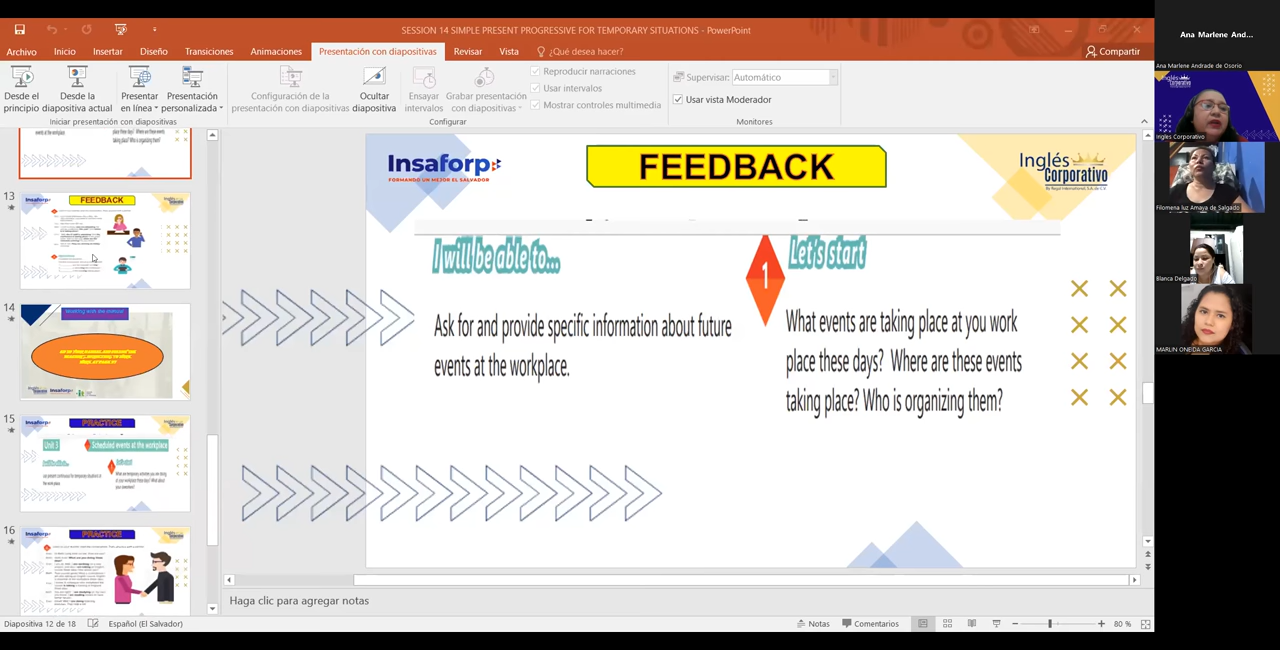 SESSION 14 SIMPLE PRESENT PROGRESSIVE FOR TEMPORARY SITUATIONS - PowerPoint
Archivo Inicio Insertar Diseño Transiciones Animaciones Presentación con diapositivas Revisar Vista ¿Qué desea hacer? Compartir
Desde el principio
Desde la diapositiva actual
Presentar en línea
Presentación personalizada
Iniciar presentación con diapositivas
Configuración de la presentación con diapositivas
Ocultar diapositiva
Ensayar intervalos
Grabar presentación con diapositivas
Reproducir narraciones
Usar intervalos
Mostrar controles multimedia
Configurar
Supervisar: Automático
Usar vista Moderador
Monitores
13
FEEDBACK
14
15
PRACTICE
Unit 3
Scheduled events at the workplace
16
PRACTICE
Insaforp
FORMANDO UN MEJOR EL SALVADOR
FEEDBACK
Inglés
Corporativo
I will be able to...
Ask for and provide specific information about future
events at the workplace.
1
Let's start
What events are taking place at you work
place these days? Where are these events
taking place? Who is organizing them?
Haga clic para agregar notas
Diapositiva 12 de 18 Español (El Salvador) Notas Comentarios 80 %
Ana Marlene And...
Ana Marlene Andrade de Osorio
Ingles Corporativo
Filomena luz Amaya de Salgado
Blanca Delgado
MARLIN ONEIDA GARCIA